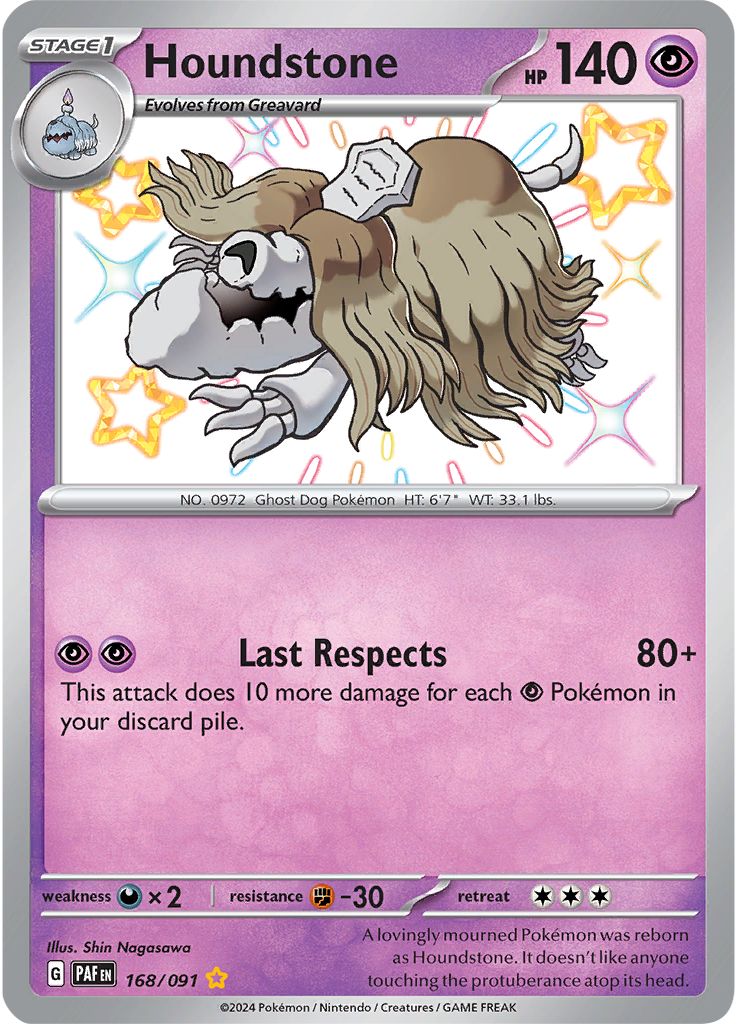 STAGE1
Houndstone
HP 140
Evolves from Greavard
NO. 0972 Ghost Dog Pokémon HT: 6'7" WT: 33.1 lbs.
Last Respects 80+
This attack does 10 more damage for each Pokémon in
your discard pile.
weakness ×2 resistance -30 retreat
Illus. Shin Nagasawa
G PAF EN 168/091
A lovingly mourned Pokémon was reborn
as Houndstone. It doesn't like anyone
touching the protuberance atop its head.
©2024 Pokémon / Nintendo / Creatures / GAME FREAK